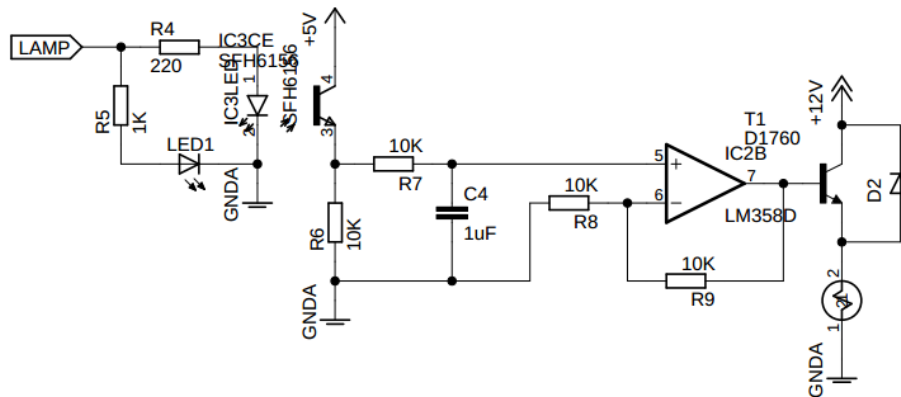 LAMP
R4
220
IC3CE
SFH6156
+5V
IC3LED
1
2
SFH6156
4
3
R5
1K
LED1
GNDA
R6
10K
GNDA
10K
R7
C4
1uF
10K
R8
5
6
7
10K
R9
T1
D1760
IC2B
LM358D
+12V
D2
2
1
GNDA